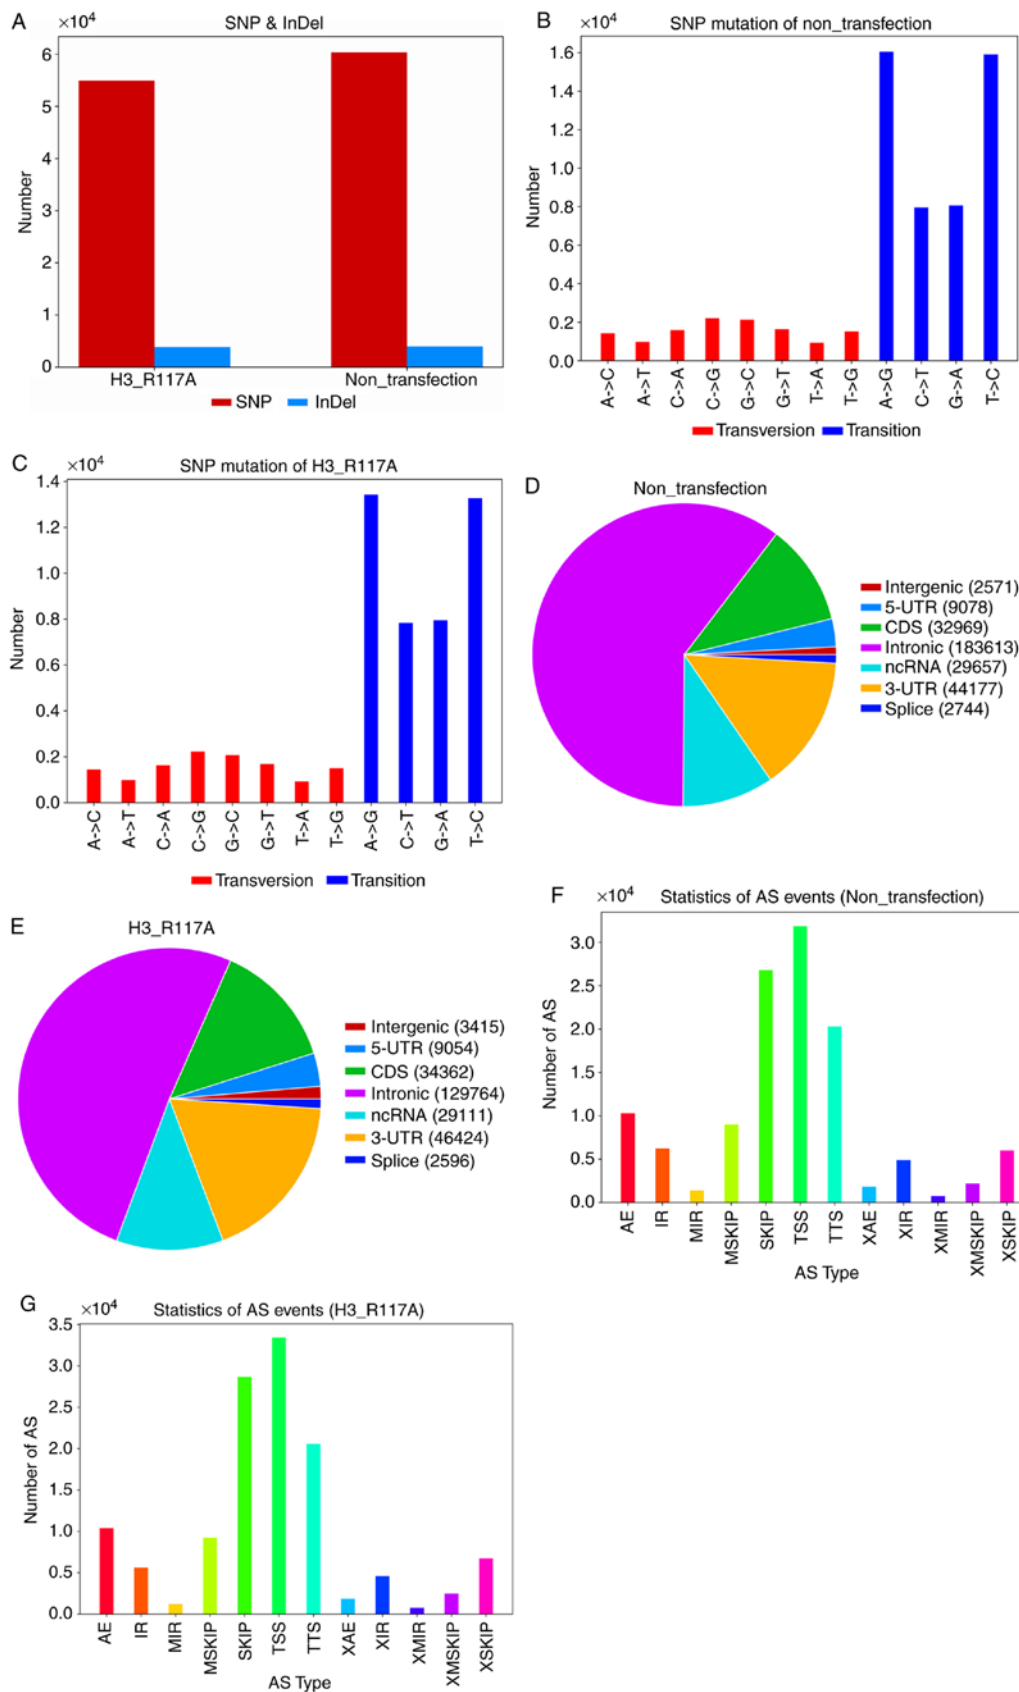 A
×10⁴
SNP & InDel
6
5
4
3
2
1
0
Number
H3_R117A
Non_transfection
SNP
InDel
B
×10⁴
SNP mutation of non_transfection
1.6
1.4
1.2
1.0
0.8
0.6
0.4
0.2
0.0
Number
A->C
A->T
C->A
C->G
G->C
G->T
T->A
T->G
A->G
C->T
G->A
T->C
Transversion
Transition
C
×10⁴
SNP mutation of H3_R117A
1.4
1.2
1.0
0.8
0.6
0.4
0.2
0.0
Number
A->C
A->T
C->A
C->G
G->C
G->T
T->A
T->G
A->G
C->T
G->A
T->C
Transversion
Transition
D
Non_transfection
Intergenic (2571)
5-UTR (9078)
CDS (32969)
Intronic (183613)
ncRNA (29657)
3-UTR (44177)
Splice (2744)
E
H3_R117A
Intergenic (3415)
5-UTR (9054)
CDS (34362)
Intronic (129764)
ncRNA (29111)
3-UTR (46424)
Splice (2596)
F
×10⁴
Statistics of AS events (Non_transfection)
3.0
2.5
2.0
1.5
1.0
0.5
0.0
Number of AS
AE
IR
MIR
MSKIP
SKIP
TSS
TTS
XAE
XIR
XMIR
XMSKIP
XSKIP
AS Type
G
×10⁴
Statistics of AS events (H3_R117A)
3.5
3.0
2.5
2.0
1.5
1.0
0.5
0.0
Number of AS
AE
IR
MIR
MSKIP
SKIP
TSS
TTS
XAE
XIR
XMIR
XMSKIP
XSKIP
AS Type